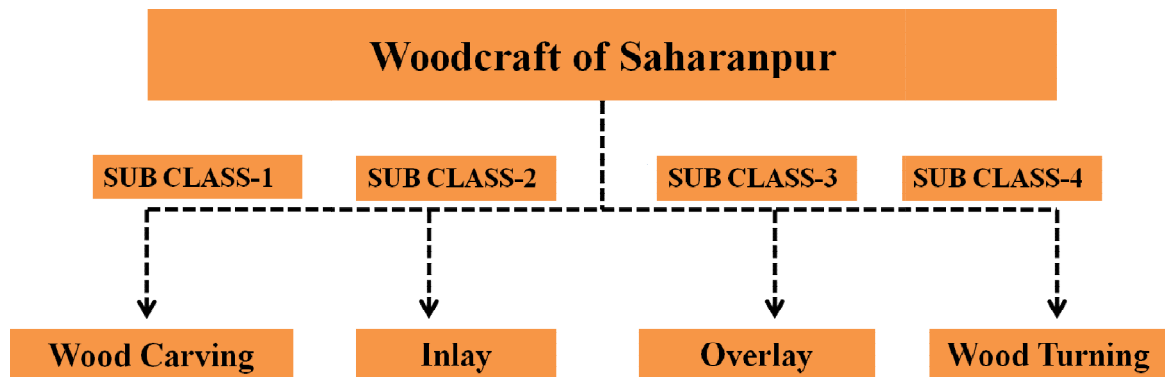 Woodcraft of Saharanpur
SUB CLASS-1
SUB CLASS-2
SUB CLASS-3
SUB CLASS-4
Wood Carving
Inlay
Overlay
Wood Turning